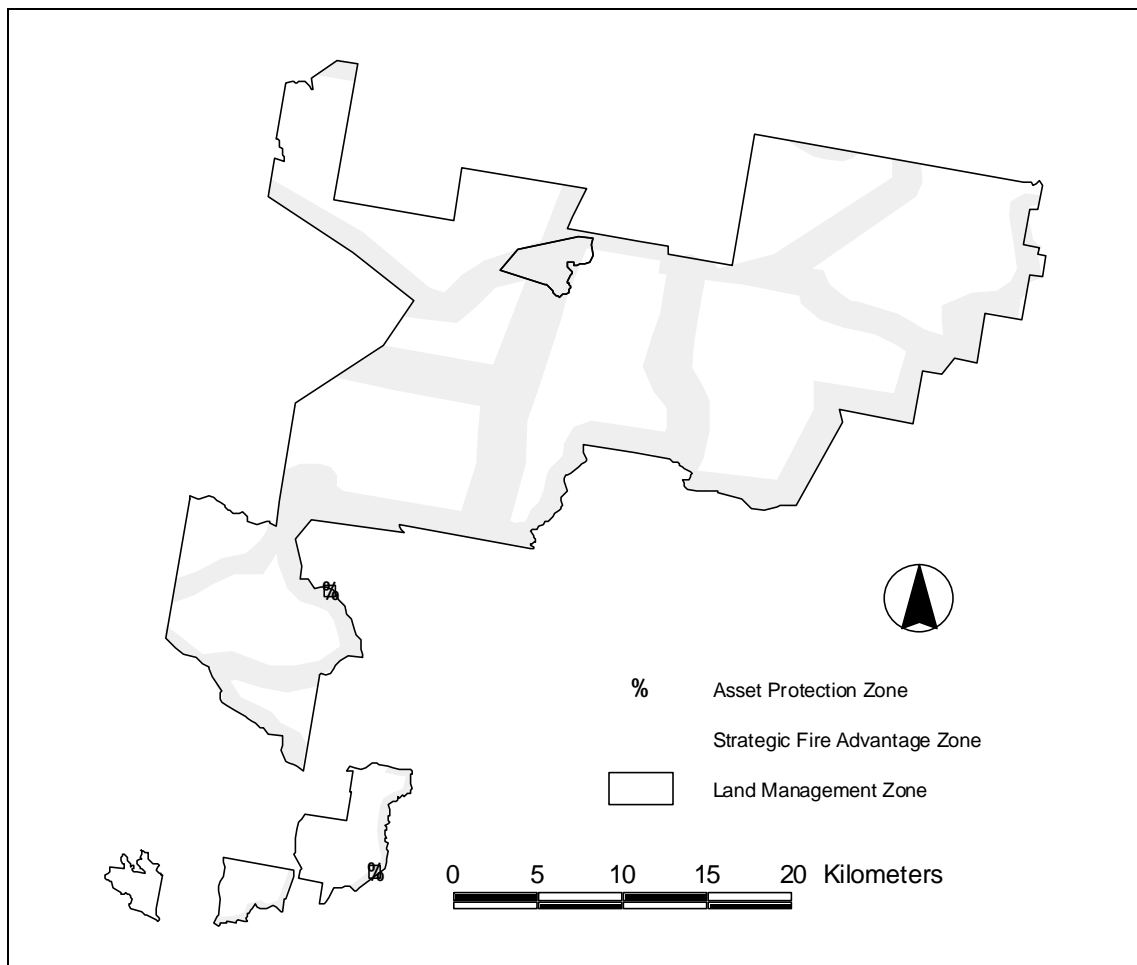 %
%
% Asset Protection Zone
Strategic Fire Advantage Zone
Land Management Zone
0 5 10 15 20 Kilometers